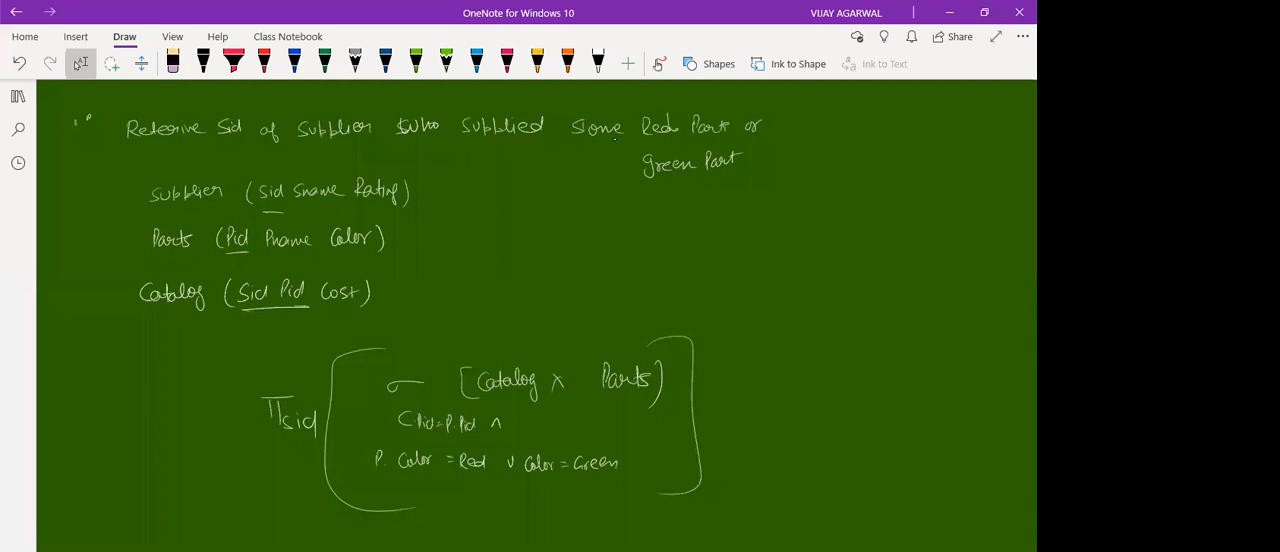 OneNote for Windows 10
VIJAY AGARWAL
Home Insert Draw View Help Class Notebook
Share
Shapes Ink to Shape Ink to Text
Reterive Sid of Supplier who Supplied Some Red Part or
green Part
Supplier (Sid Sname Rating)
Parts (Pid Pname Color)
Catalog (Sid Pid Cost)
σ [Catalog × Parts)
πsid
C.Pid=P.Pid ∧
P. Color = Red ∨ Color = Green